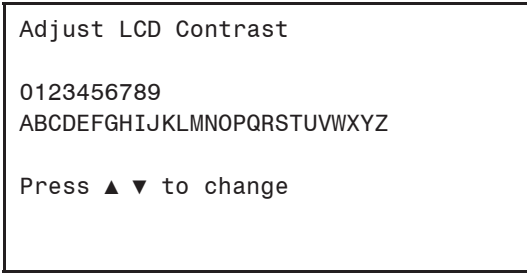 Adjust LCD Contrast
0123456789
ABCDEFGHIJKLMNOPQRSTUVWXYZ
Press ▲ ▼ to change